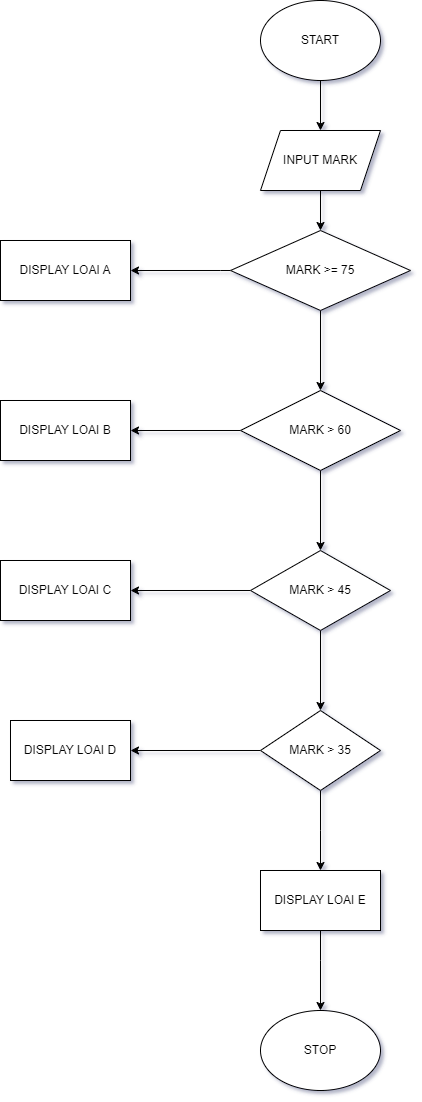 START
INPUT MARK
DISPLAY LOAI A
MARK >= 75
DISPLAY LOAI B
MARK > 60
DISPLAY LOAI C
MARK > 45
DISPLAY LOAI D
MARK > 35
DISPLAY LOAI E
STOP